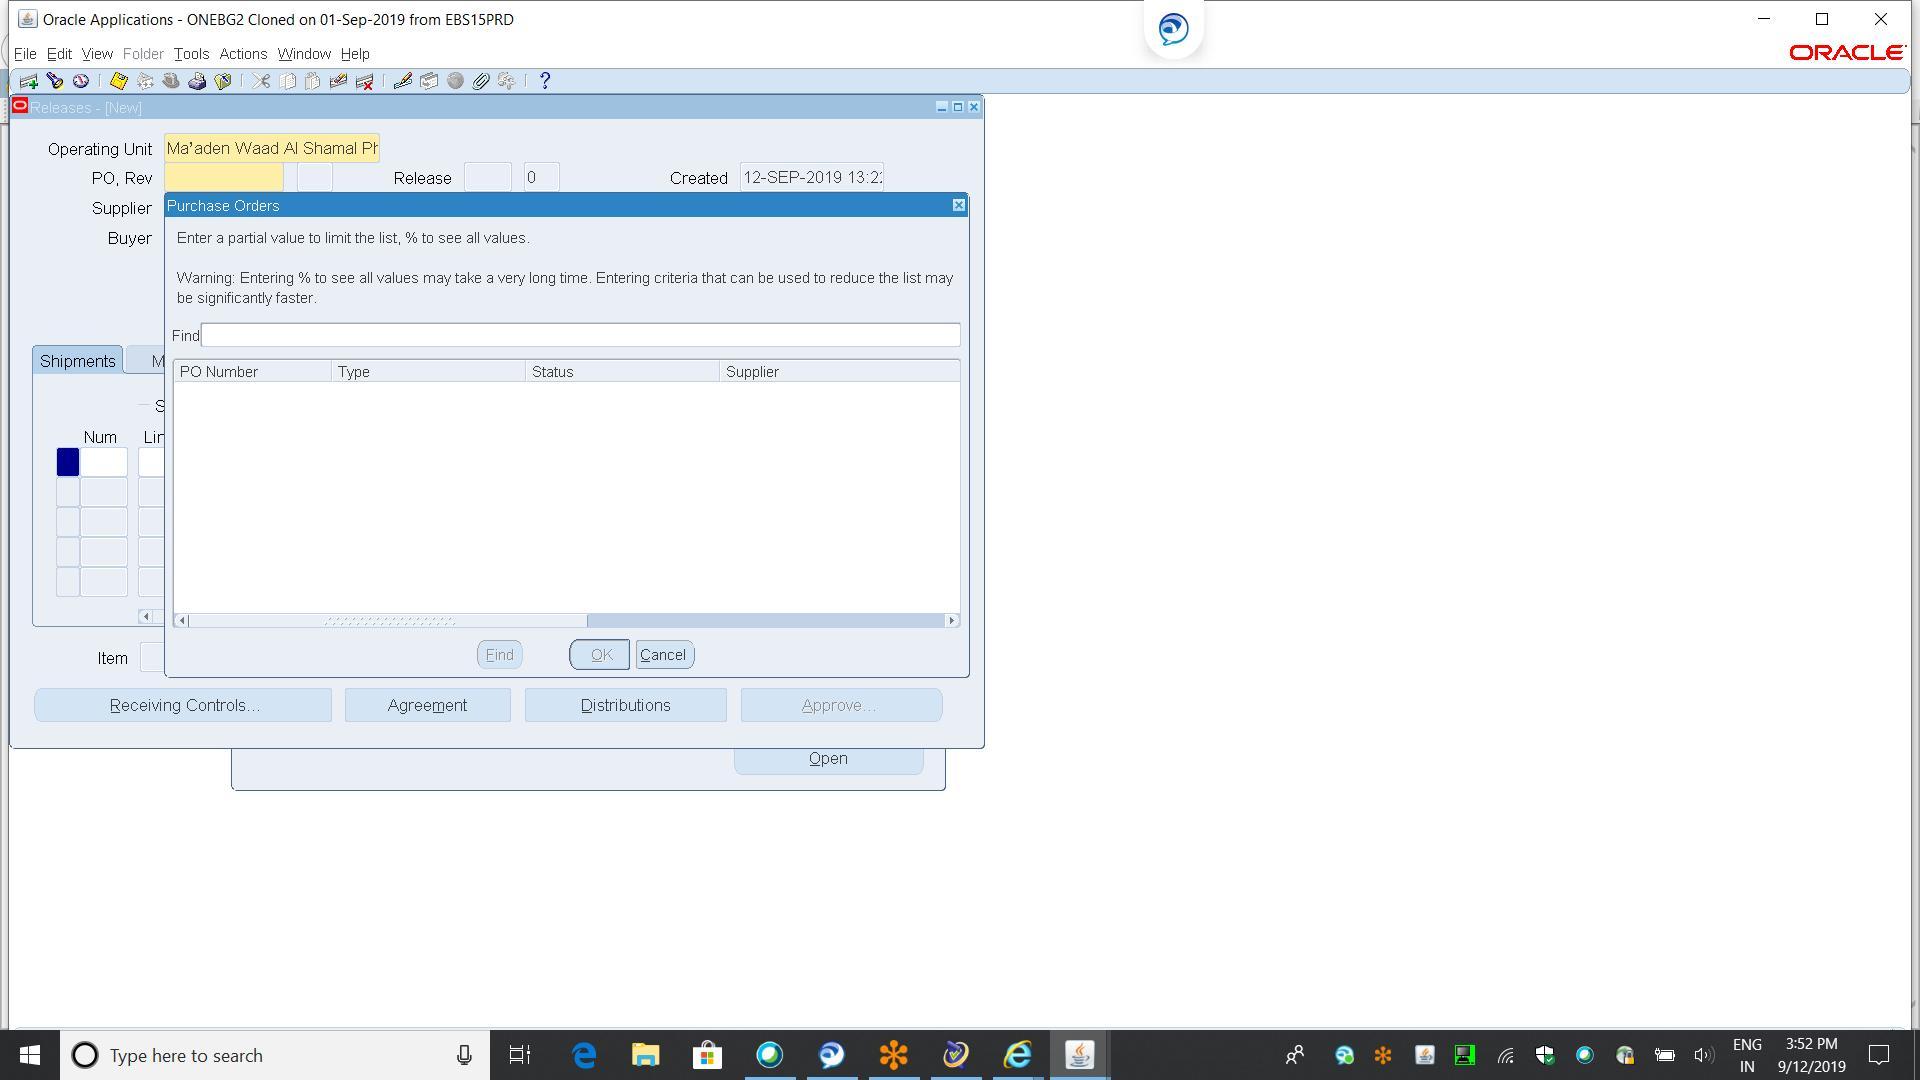 Oracle Applications - ONEBG2 Cloned on 01-Sep-2019 from EBS15PRD
File Edit View Folder Tools Actions Window Help
ORACLE
Releases - [New]
Operating Unit Ma'aden Waad Al Shamal Ph
PO, Rev Release 0 Created 12-SEP-2019 13:22
Supplier
Buyer
Purchase Orders
Enter a partial value to limit the list, % to see all values.
Warning: Entering % to see all values may take a very long time. Entering criteria that can be used to reduce the list may
be significantly faster.
Find
PO Number Type Status Supplier
Shipments M
S
Num Lin
Find OK Cancel
Item
Receiving Controls... Agreement Distributions Approve...
Open
Type here to search
ENG
IN
3:52 PM
9/12/2019